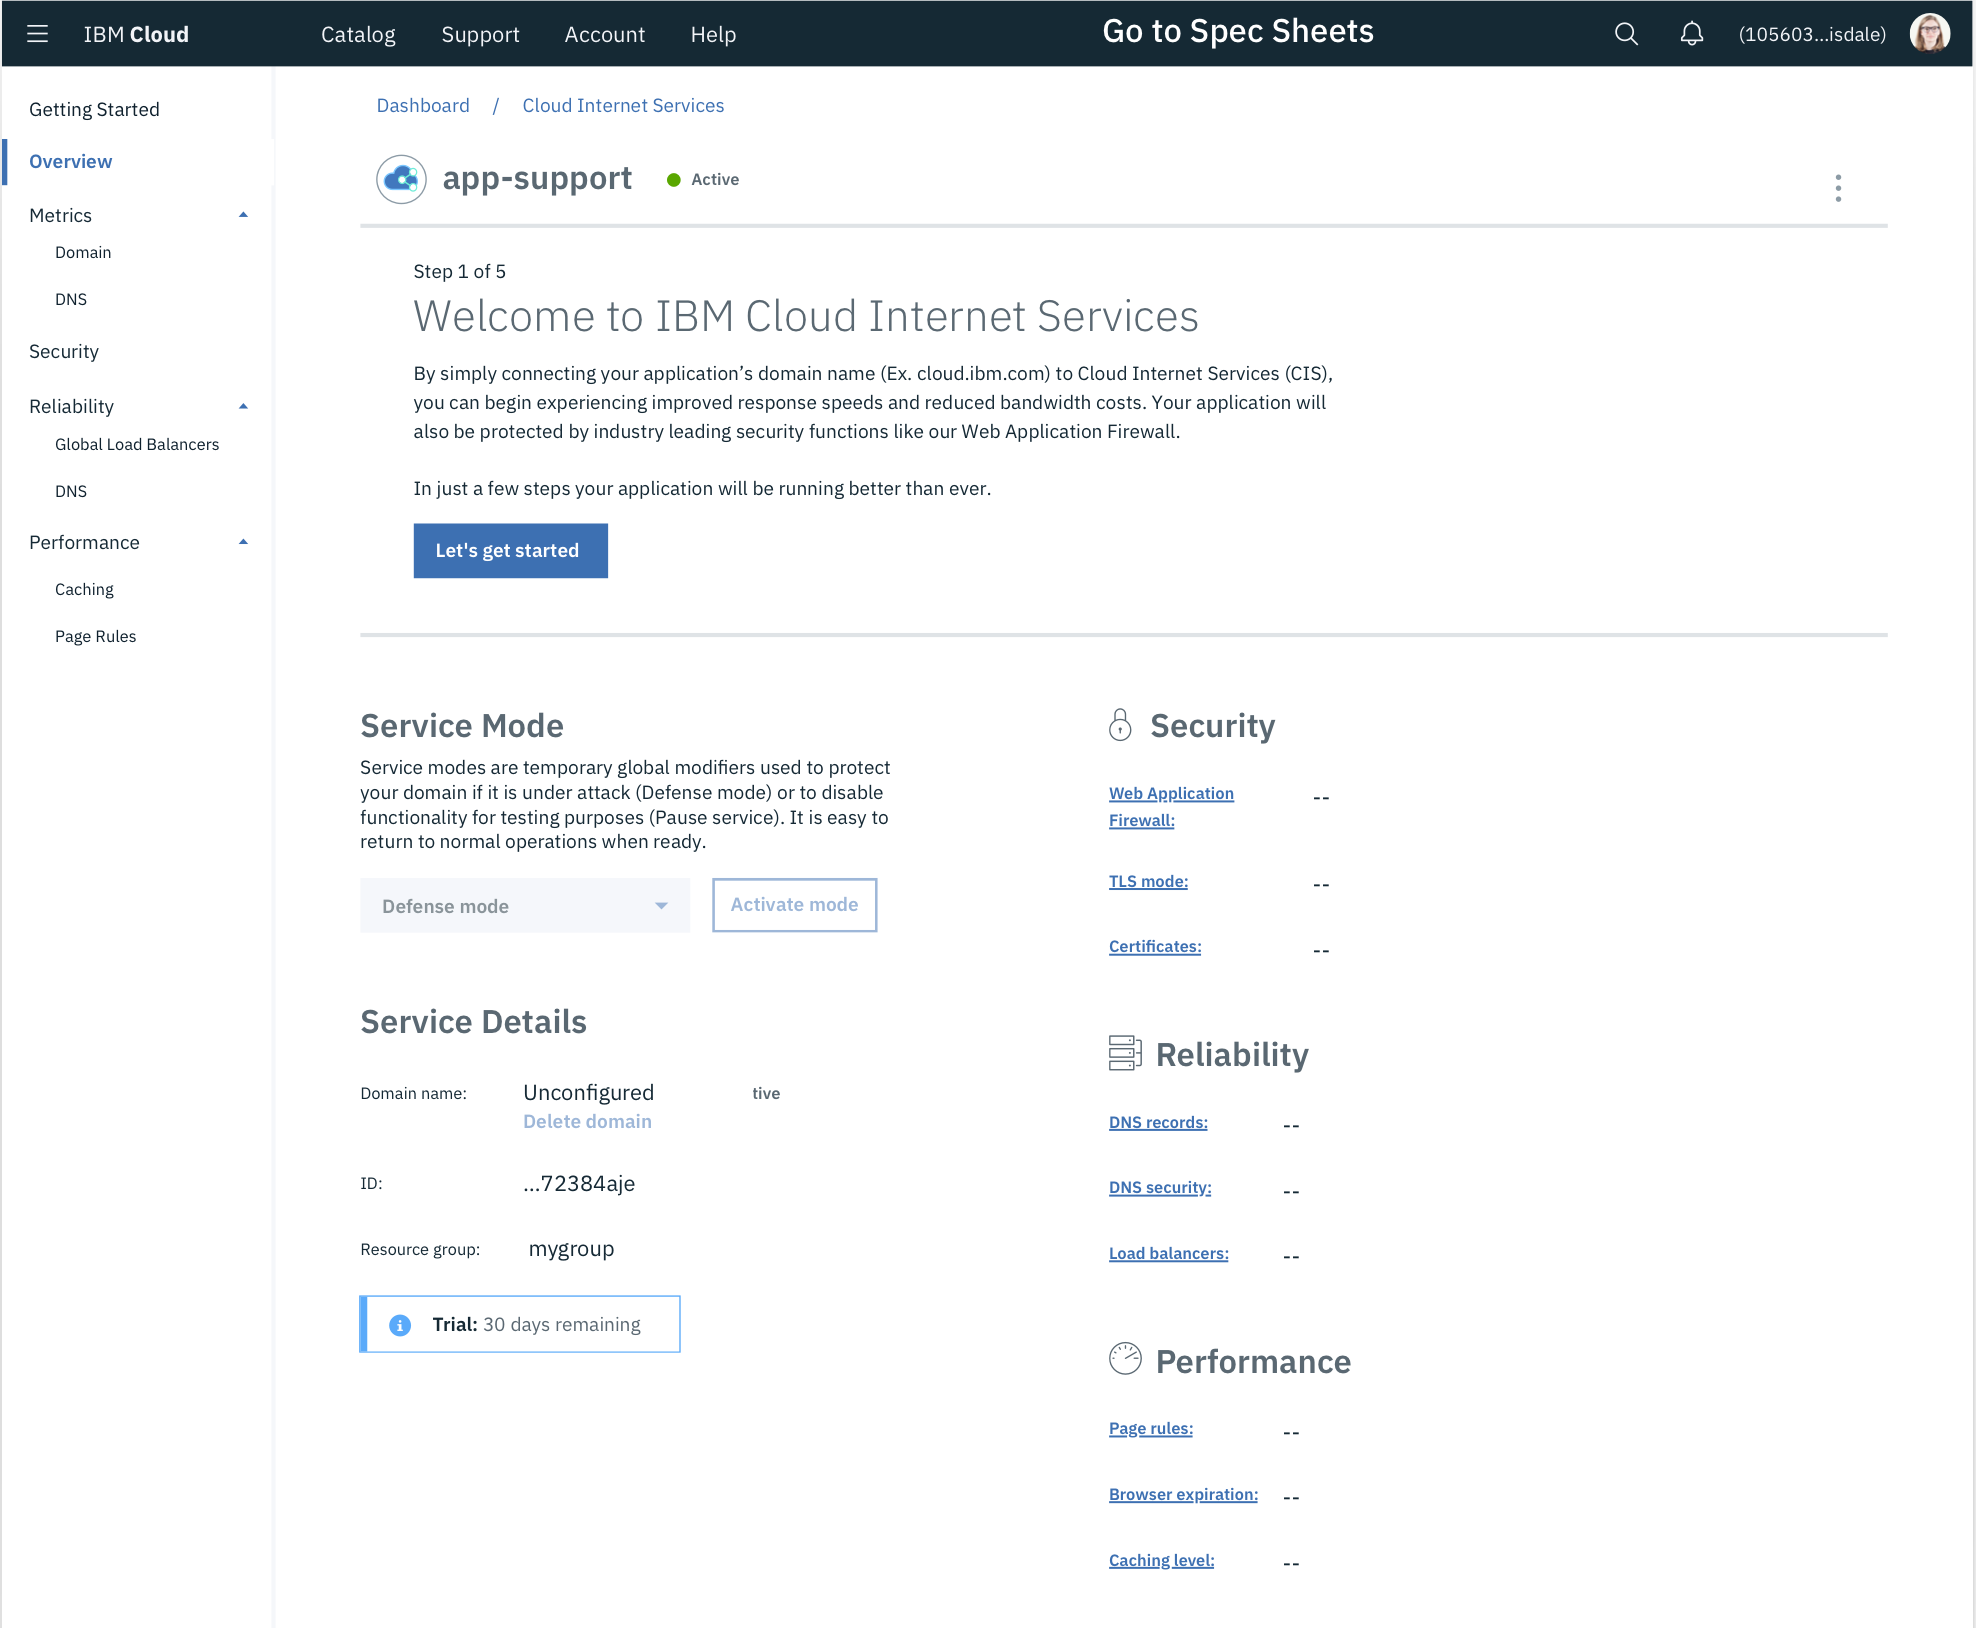 IBM Cloud
Catalog
Support
Account
Help
Go to Spec Sheets
(105603...isdale)
Getting Started
Overview
Metrics
Domain
DNS
Security
Reliability
Global Load Balancers
DNS
Performance
Caching
Page Rules
Dashboard / Cloud Internet Services
app-support
Active
Step 1 of 5
Welcome to IBM Cloud Internet Services
By simply connecting your application’s domain name (Ex. cloud.ibm.com) to Cloud Internet Services (CIS),
you can begin experiencing improved response speeds and reduced bandwidth costs. Your application will
also be protected by industry leading security functions like our Web Application Firewall.
In just a few steps your application will be running better than ever.
Let's get started
Service Mode
Service modes are temporary global modifiers used to protect
your domain if it is under attack (Defense mode) or to disable
functionality for testing purposes (Pause service). It is easy to
return to normal operations when ready.
Defense mode
Activate mode
Service Details
Domain name: Unconfigured tive
Delete domain
ID: ...72384aje
Resource group: mygroup
Trial: 30 days remaining
Security
Web Application --
Firewall:
TLS mode: --
Certificates: --
Reliability
DNS records: --
DNS security: --
Load balancers: --
Performance
Page rules: --
Browser expiration: --
Caching level: --